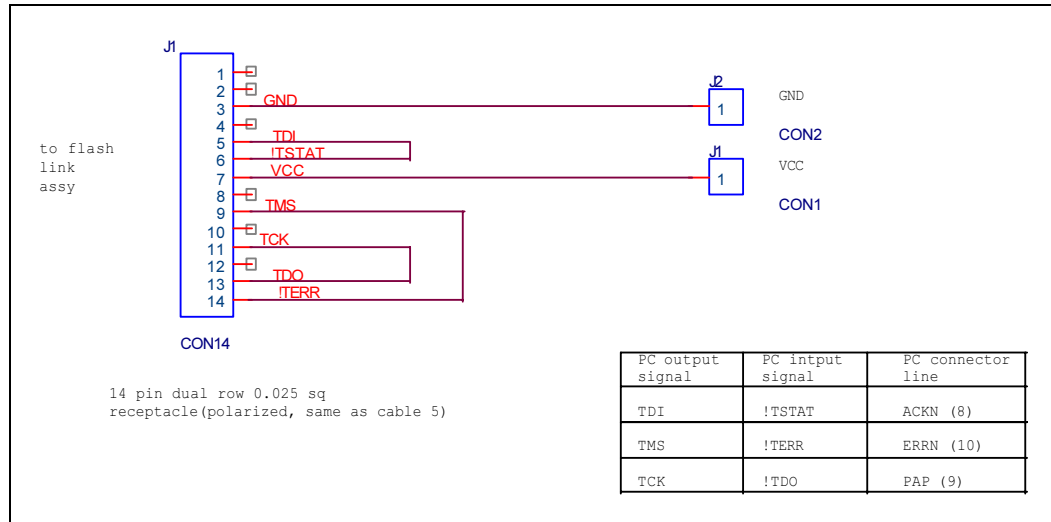 J1
1
2
GND
3
4
TDI
5
!TSTAT
6
VCC
7
8
TMS
9
10
TCK
11
12
TDO
13
!TERR
14
CON14
to flash
link
assy
J2
1
GND
CON2
J1
1
VCC
CON1
14 pin dual row 0.025 sq
receptacle(polarized, same as cable 5)
PC output signal PC intput signal PC connector line
TDI !TSTAT ACKN (8)
TMS !TERR ERRN (10)
TCK !TDO PAP (9)